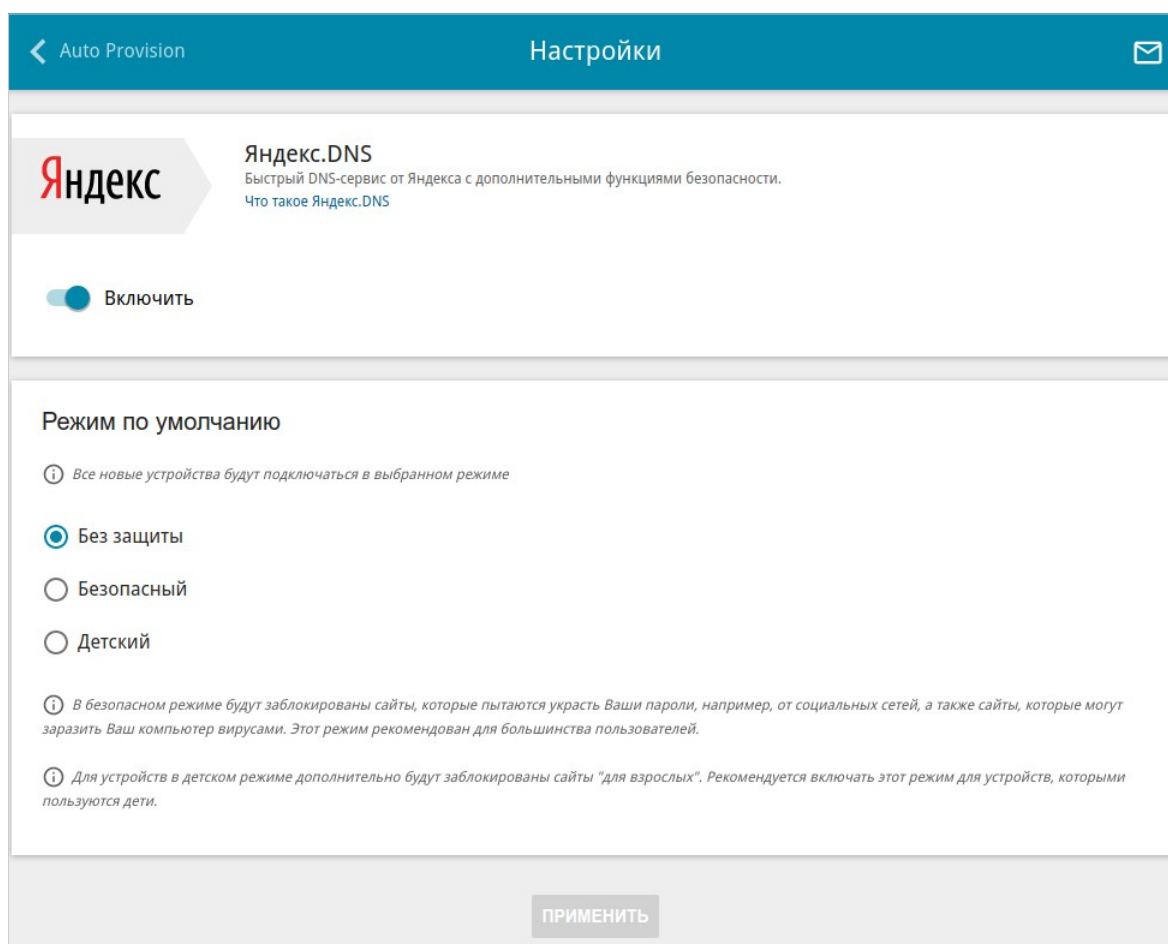 Auto Provision
Настройки
Яндекс
Яндекс.DNS
Быстрый DNS-сервис от Яндекса с дополнительными функциями безопасности.
Что такое Яндекс.DNS
Включить
Режим по умолчанию
Все новые устройства будут подключаться в выбранном режиме
Без защиты
Безопасный
Детский
В безопасном режиме будут заблокированы сайты, которые пытаются украсть Ваши пароли, например, от социальных сетей, а также сайты, которые могут
заразить Ваш компьютер вирусами. Этот режим рекомендован для большинства пользователей.
Для устройств в детском режиме дополнительно будут заблокированы сайты "для взрослых". Рекомендуется включать этот режим для устройств, которыми
пользуются дети.
ПРИМЕНИТЬ